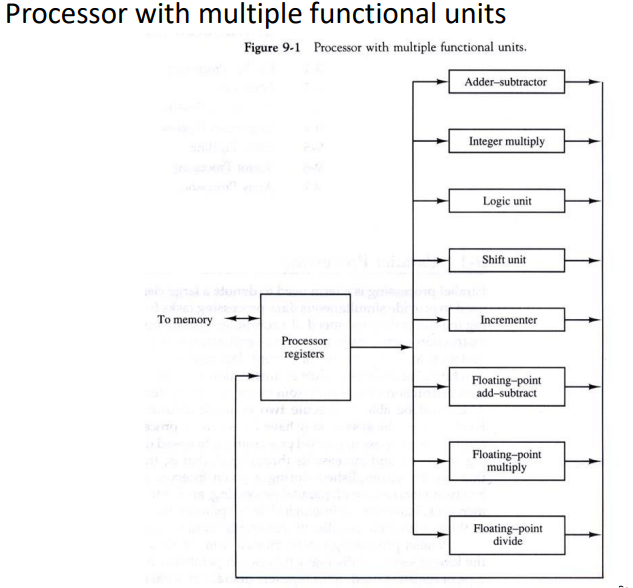 Processor with multiple functional units
Figure 9-1 Processor with multiple functional units.
Adder–subtractor
Integer multiply
Logic unit
Shift unit
To memory
Incrementer
Processor
registers
Floating–point
add–subtract
Floating–point
multiply
Floating–point
divide